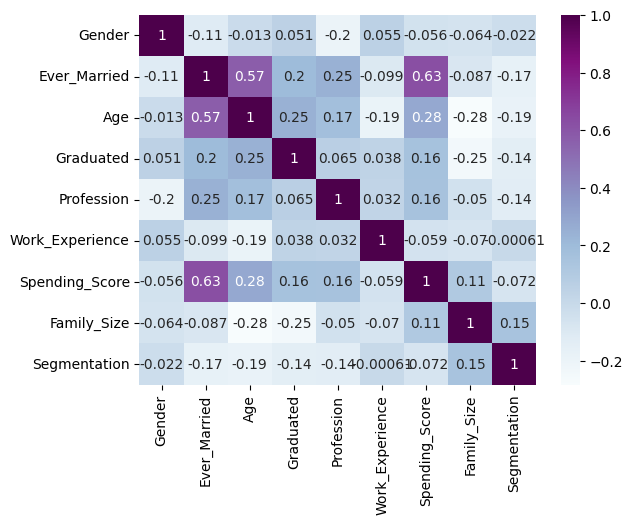 Gender 1 -0.11 -0.013 0.051 -0.2 0.055 -0.056 -0.064 -0.022
Ever_Married -0.11 1 0.57 0.2 0.25 -0.099 0.63 -0.087 -0.17
Age -0.013 0.57 1 0.25 0.17 -0.19 0.28 -0.28 -0.19
Graduated 0.051 0.2 0.25 1 0.065 0.038 0.16 -0.25 -0.14
Profession -0.2 0.25 0.17 0.065 1 0.032 0.16 -0.05 -0.14
Work_Experience 0.055 -0.099 -0.19 0.038 0.032 1 -0.059 -0.07 -0.00061
Spending_Score -0.056 0.63 0.28 0.16 0.16 -0.059 1 0.11 -0.072
Family_Size -0.064 -0.087 -0.28 -0.25 -0.05 -0.07 0.11 1 0.15
Segmentation -0.022 -0.17 -0.19 -0.14 -0.14 -0.00061 -0.072 0.15 1
Gender
Ever_Married
Age
Graduated
Profession
Work_Experience
Spending_Score
Family_Size
Segmentation
1.0
0.8
0.6
0.4
0.2
0.0
−0.2